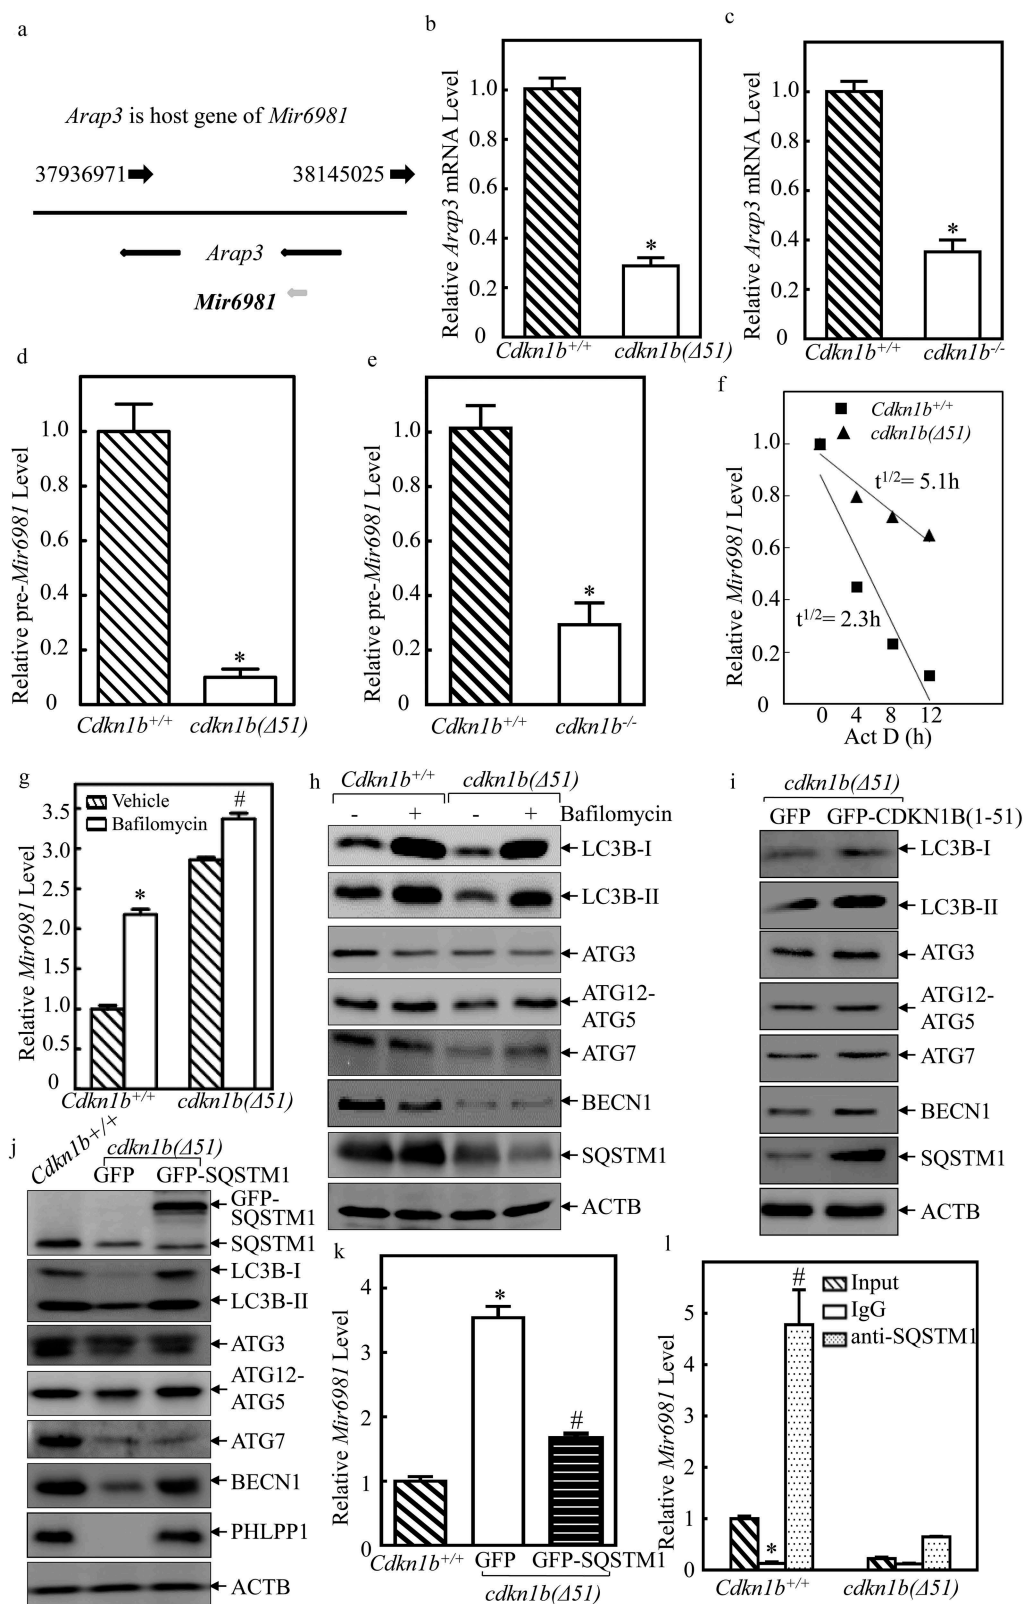 a
Arap3 is host gene of Mir6981
37936971
38145025
Arap3
Mir6981
b
Relative Arap3 mRNA Level
1.0
0.8
0.6
0.4
0.2
0
*
Cdkn1b+/+
cdkn1b(Δ51)
c
Relative Arap3 mRNA Level
1.0
0.8
0.6
0.4
0.2
0
*
Cdkn1b+/+
cdkn1b-/-
d
Relative pre-Mir6981 Level
1.0
0.8
0.6
0.4
0.2
0
*
Cdkn1b+/+
cdkn1b(Δ51)
e
Relative pre-Mir6981 Level
1.0
0.8
0.6
0.4
0.2
0
*
Cdkn1b+/+
cdkn1b-/-
f
Cdkn1b+/+
cdkn1b(Δ51)
Relative Mir6981 Level
1.0
0.8
0.6
0.4
0.2
0
t1/2= 5.1h
t1/2= 2.3h
0 4 8 12
Act D (h)
g
Relative Mir6981 Level
3.5
3.0
2.5
2.0
1.5
1.0
0.5
0
Vehicle
Bafilomycin
*
#
Cdkn1b+/+
cdkn1b(Δ51)
h
Cdkn1b+/+ cdkn1b(Δ51)
- + - + Bafilomycin
LC3B-I
LC3B-II
ATG3
ATG12-
ATG5
ATG7
BECN1
SQSTM1
ACTB
i
cdkn1b(Δ51)
GFP GFP-CDKN1B(1-51)
LC3B-I
LC3B-II
ATG3
ATG12-
ATG5
ATG7
BECN1
SQSTM1
ACTB
j
Cdkn1b+/+
cdkn1b(Δ51)
GFP GFP-SQSTM1
GFP-
SQSTM1
SQSTM1
LC3B-I
LC3B-II
ATG3
ATG12-
ATG5
ATG7
BECN1
PHLPP1
ACTB
k
Relative Mir6981 Level
4
3
2
1
0
*
#
Cdkn1b+/+
GFP GFP-SQSTM1
cdkn1b(Δ51)
l
Relative Mir6981 Level
5
4
5
2
1
0
Input
IgG
anti-SQSTM1
*
#
Cdkn1b+/+
cdkn1b(Δ51)